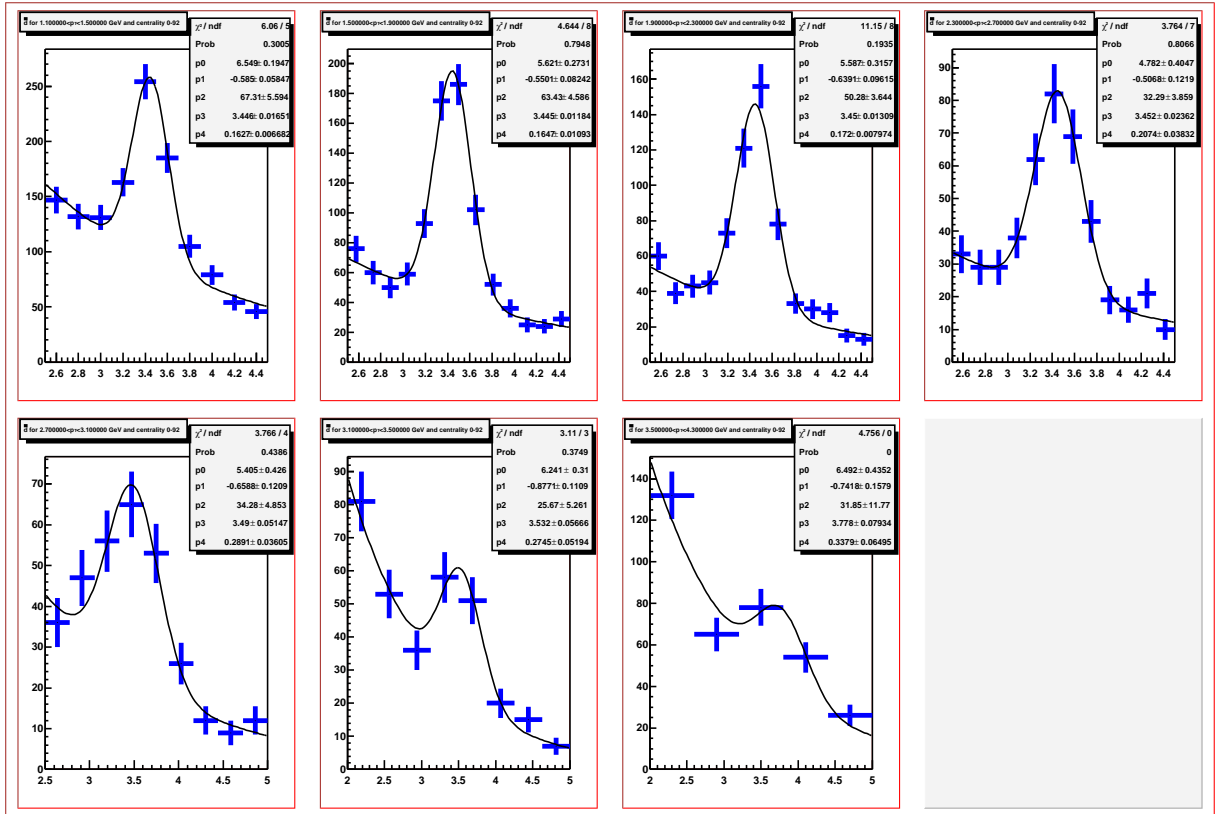 d̄ for 1.100000<pT<1.500000 GeV and centrality 0-92
χ² / ndf 6.06 / 5
Prob 0.3005
p0 6.549± 0.1947
p1 -0.585± 0.05847
p2 67.31± 5.594
p3 3.446± 0.01651
p4 0.1627± 0.006682
250
200
150
100
50
0
2.6 2.8 3 3.2 3.4 3.6 3.8 4 4.2 4.4
d̄ for 1.500000<pT<1.900000 GeV and centrality 0-92
χ² / ndf 4.644 / 8
Prob 0.7948
p0 5.621± 0.2731
p1 -0.5501± 0.08242
p2 63.43± 4.586
p3 3.445± 0.01184
p4 0.1647± 0.01093
200
180
160
140
120
100
80
60
40
20
0
2.6 2.8 3 3.2 3.4 3.6 3.8 4 4.2 4.4
d̄ for 1.900000<pT<2.300000 GeV and centrality 0-92
χ² / ndf 11.15 / 8
Prob 0.1935
p0 5.587± 0.3157
p1 -0.6391± 0.09615
p2 50.28± 3.644
p3 3.45± 0.01309
p4 0.172± 0.007974
160
140
120
100
80
60
40
20
0
2.6 2.8 3 3.2 3.4 3.6 3.8 4 4.2 4.4
d̄ for 2.300000<pT<2.700000 GeV and centrality 0-92
χ² / ndf 3.764 / 7
Prob 0.8066
p0 4.782± 0.4047
p1 -0.5068± 0.1219
p2 32.29± 3.859
p3 3.452± 0.02362
p4 0.2074± 0.03832
90
80
70
60
50
40
30
20
10
0
2.6 2.8 3 3.2 3.4 3.6 3.8 4 4.2 4.4
d̄ for 2.700000<pT<3.100000 GeV and centrality 0-92
χ² / ndf 3.766 / 4
Prob 0.4386
p0 5.405± 0.426
p1 -0.6588± 0.1209
p2 34.28± 4.853
p3 3.49± 0.05147
p4 0.2891± 0.03605
70
60
50
40
30
20
10
0
2.5 3 3.5 4 4.5 5
d̄ for 3.100000<pT<3.500000 GeV and centrality 0-92
χ² / ndf 3.11 / 3
Prob 0.3749
p0 6.241± 0.31
p1 -0.8771± 0.1109
p2 25.67± 5.261
p3 3.532± 0.05666
p4 0.2745± 0.05194
90
80
70
60
50
40
30
20
10
0
2 2.5 3 3.5 4 4.5 5
d̄ for 3.500000<pT<4.300000 GeV and centrality 0-92
χ² / ndf 4.756 / 0
Prob 0
p0 6.492± 0.4352
p1 -0.7418± 0.1579
p2 31.85± 11.77
p3 3.778± 0.07934
p4 0.3379± 0.06495
140
120
100
80
60
40
20
0
2 2.5 3 3.5 4 4.5 5